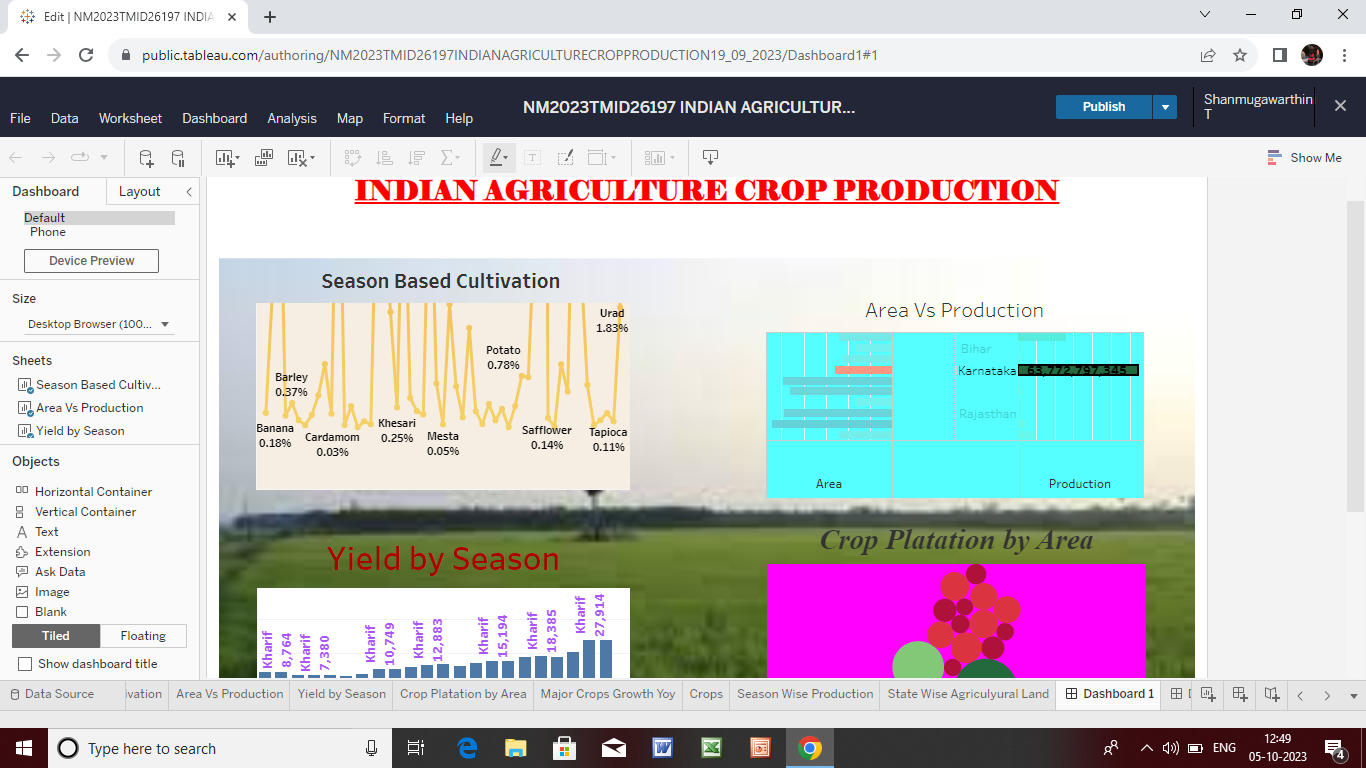 Edit | NM2023TMID26197 INDIA
public.tableau.com/authoring/NM2023TMID26197INDIANAGRICULTURECROPPRODUCTION19_09_2023/Dashboard1#1
NM2023TMID26197 INDIAN AGRICULTUR...
Publish
Shanmugawarthin
T
File Data Worksheet Dashboard Analysis Map Format Help
Show Me
Dashboard Layout
Default
Phone
Device Preview
Size
Desktop Browser (100...
Sheets
Season Based Cultiv...
Area Vs Production
Yield by Season
Objects
Horizontal Container
Vertical Container
Text
Extension
Ask Data
Image
Blank
Tiled Floating
Show dashboard title
INDIAN AGRICULTURE CROP PRODUCTION
Season Based Cultivation
Urad
1.83%
Potato
0.78%
Barley
0.37%
Banana
0.18%
Cardamom
0.03%
Khesari
0.25%
Mesta
0.05%
Safflower
0.14%
Tapioca
0.11%
Area Vs Production
Bihar
Karnataka 63,772,797,345
Rajasthan
Area Production
Yield by Season
Kharif
8,764
Kharif
7,380
Kharif
10,749
Kharif
12,883
Kharif
15,194
Kharif
18,385
Kharif
27,914
Crop Platation by Area
Data Source ivation Area Vs Production Yield by Season Crop Platation by Area Major Crops Growth Yoy Crops Season Wise Production State Wise Agriculyural Land Dashboard 1
Type here to search
ENG
12:49
05-10-2023
4